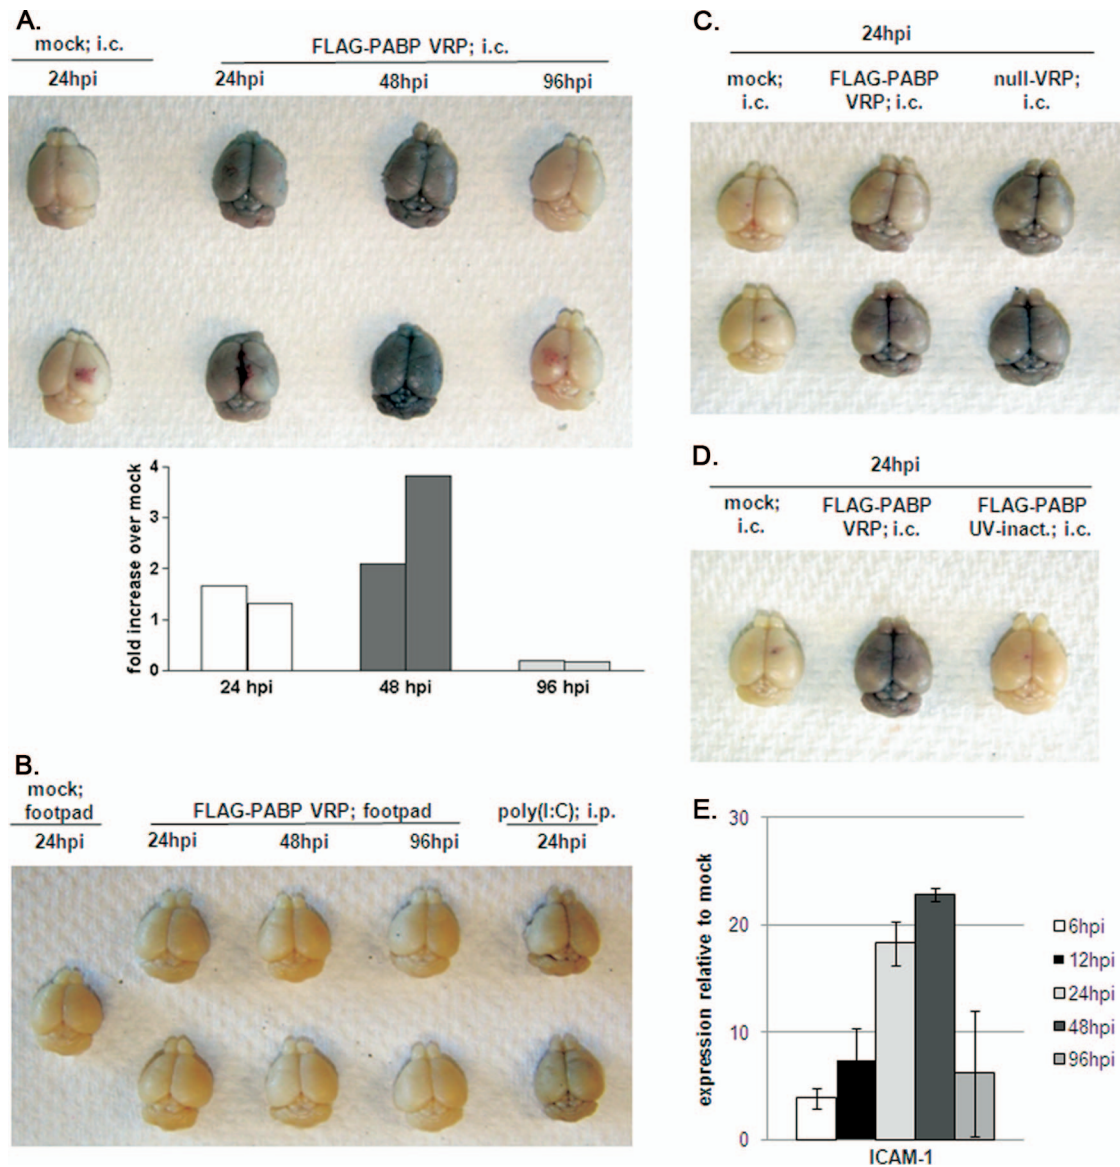 A.
mock; i.c.
FLAG-PABP VRP; i.c.
24hpi
24hpi
48hpi
96hpi
fold increase over mock
4
3
2
1
0
24 hpi
48 hpi
96 hpi
B.
mock;
footpad
FLAG-PABP VRP; footpad
poly(I:C); i.p.
24hpi
24hpi
48hpi
96hpi
24hpi
C.
24hpi
mock;
i.c.
FLAG-PABP
VRP; i.c.
null-VRP;
i.c.
D.
24hpi
mock;
i.c.
FLAG-PABP
VRP; i.c.
FLAG-PABP
UV-inact.; i.c.
E.
expression relative to mock
30
20
10
0
ICAM-1
6hpi
12hpi
24hpi
48hpi
96hpi